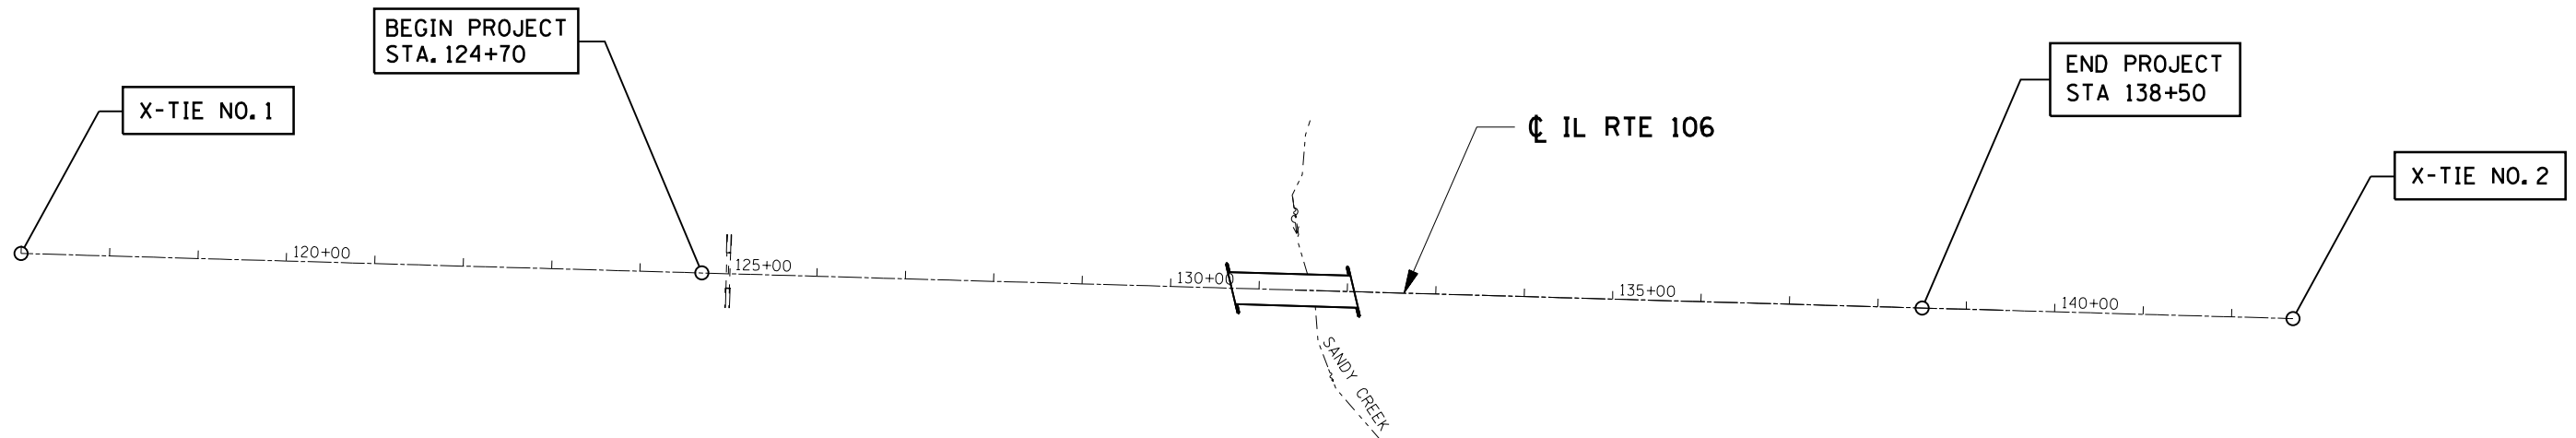 BEGIN PROJECT
STA. 124+70
END PROJECT
STA 138+50
X-TIE NO. 1
℄ IL RTE 106
X-TIE NO. 2
120+00
125+00
130+00
135+00
140+00
SANDY CREEK